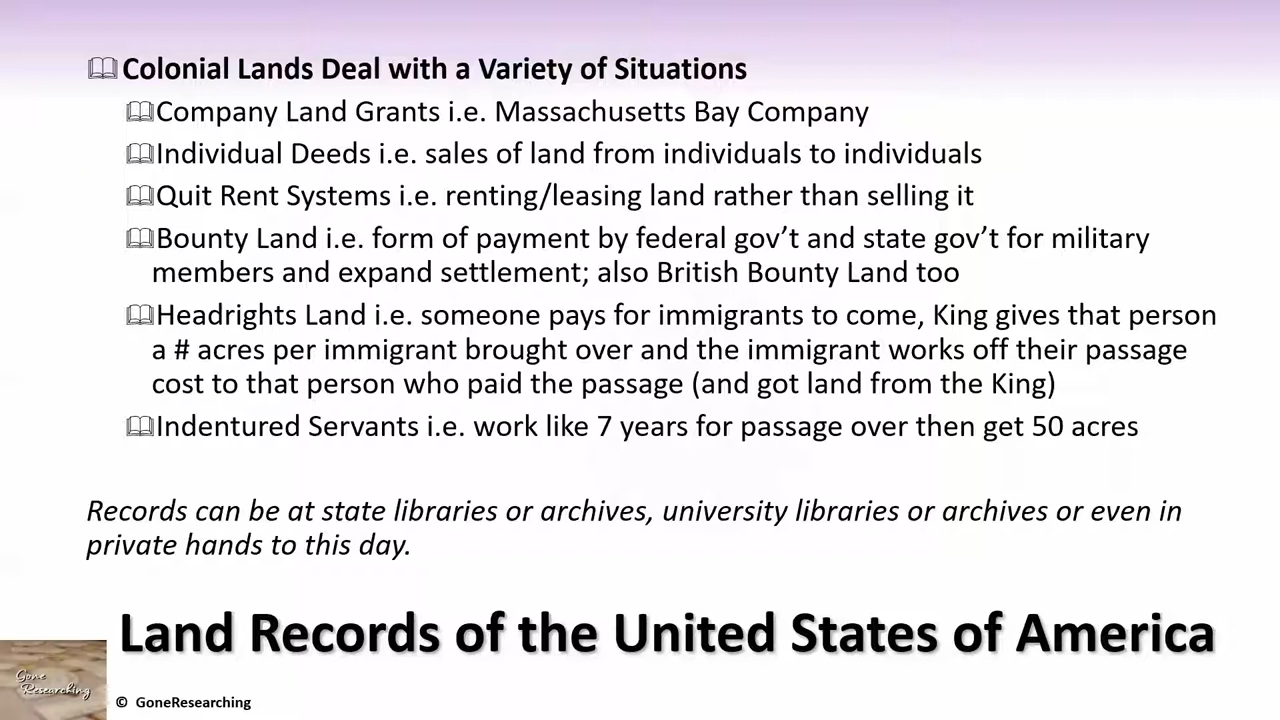 Colonial Lands Deal with a Variety of Situations
Company Land Grants i.e. Massachusetts Bay Company
Individual Deeds i.e. sales of land from individuals to individuals
Quit Rent Systems i.e. renting/leasing land rather than selling it
Bounty Land i.e. form of payment by federal gov’t and state gov’t for military
members and expand settlement; also British Bounty Land too
Headrights Land i.e. someone pays for immigrants to come, King gives that person
a # acres per immigrant brought over and the immigrant works off their passage
cost to that person who paid the passage (and got land from the King)
Indentured Servants i.e. work like 7 years for passage over then get 50 acres
Records can be at state libraries or archives, university libraries or archives or even in
private hands to this day.
Land Records of the United States of America
Gone
Researching
© GoneResearching